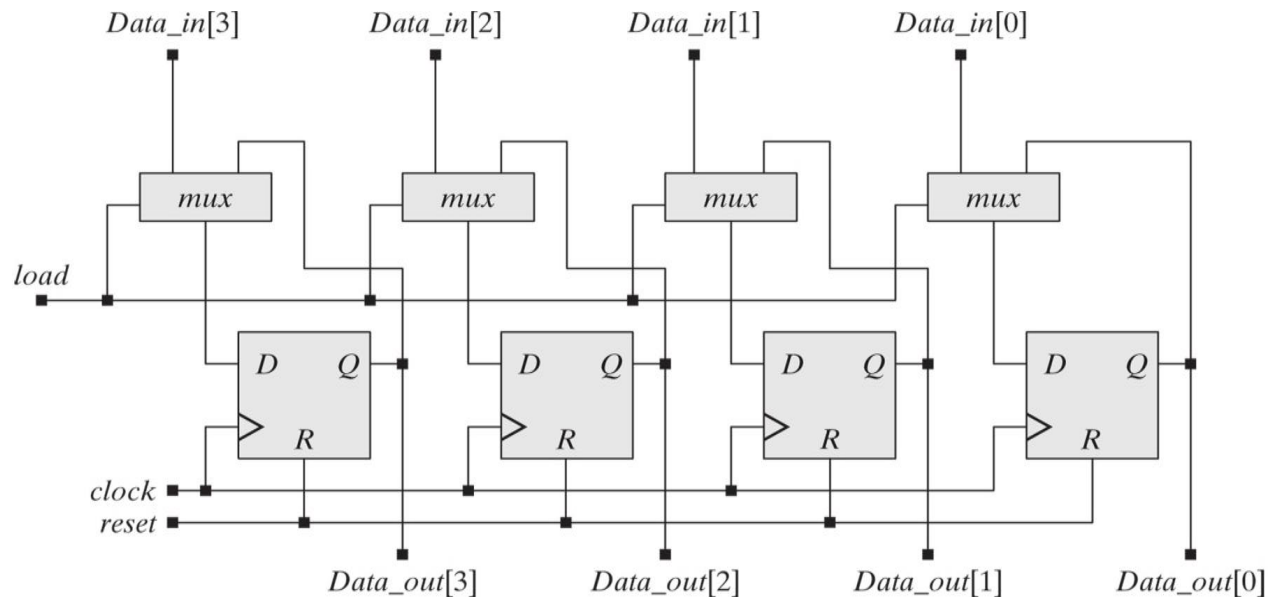 Data_in[3] Data_in[2] Data_in[1] Data_in[0]
mux mux mux mux
load
D Q D Q D Q D Q
R R R R
clock
reset
Data_out[3] Data_out[2] Data_out[1] Data_out[0]